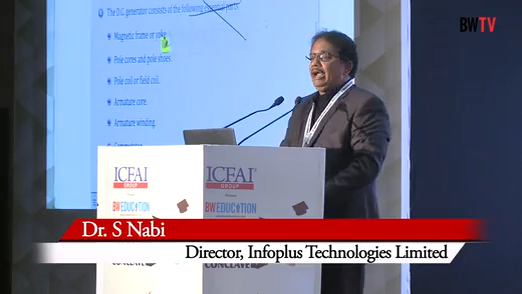 BWTV
The D.C. generator consists of the following essential parts:
Magnetic frame or yoke.
Pole cores and pole shoes.
Pole coil or field coil.
Armature core.
Armature winding.
ICFAI
GROUP
BW EDUCATION
ICFAI
GROUP
BW EDUCATION
Dr. S Nabi
Director, Infoplus Technologies Limited
CONCLAVE
CONCLAVE